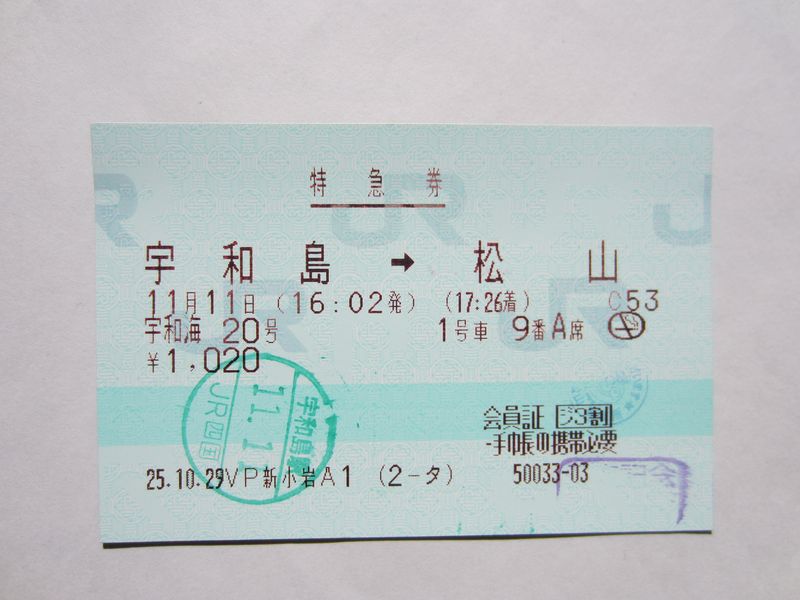 特急券
宇和島 → 松山
11月11日 (16:02発) (17:26着) C53
宇和海 20号 1号車 9番A席
¥1,020
会員証 ジ3割
-手帳の携帯必要
25.10.29 VP新小岩A1 (2-タ) 50033-03
宇和島駅
11.11
JR四国